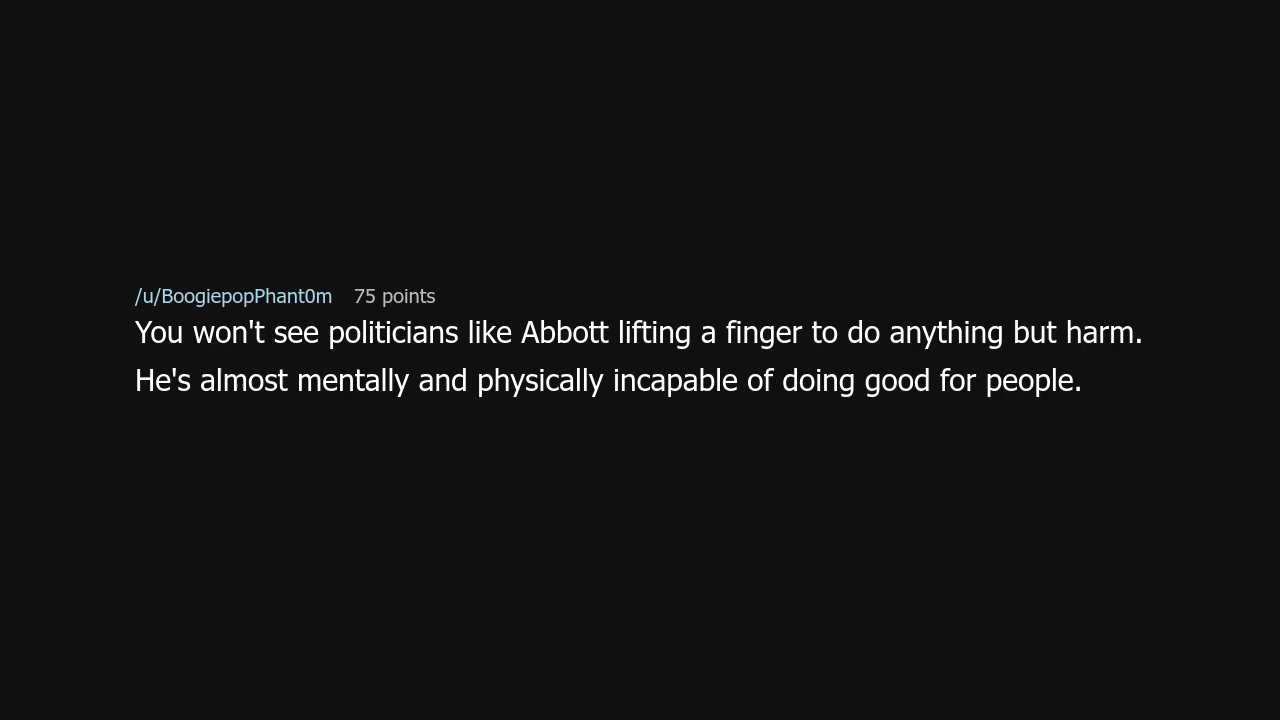 /u/BoogiepopPhant0m 75 points
You won't see politicians like Abbott lifting a finger to do anything but harm.
He's almost mentally and physically incapable of doing good for people.